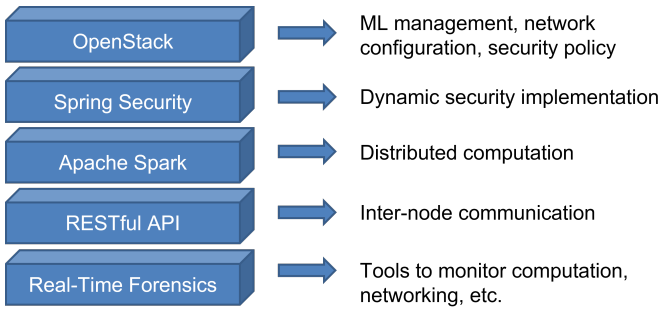 OpenStack
ML management, network
configuration, security policy
Spring Security
Dynamic security implementation
Apache Spark
Distributed computation
RESTful API
Inter-node communication
Real-Time Forensics
Tools to monitor computation,
networking, etc.